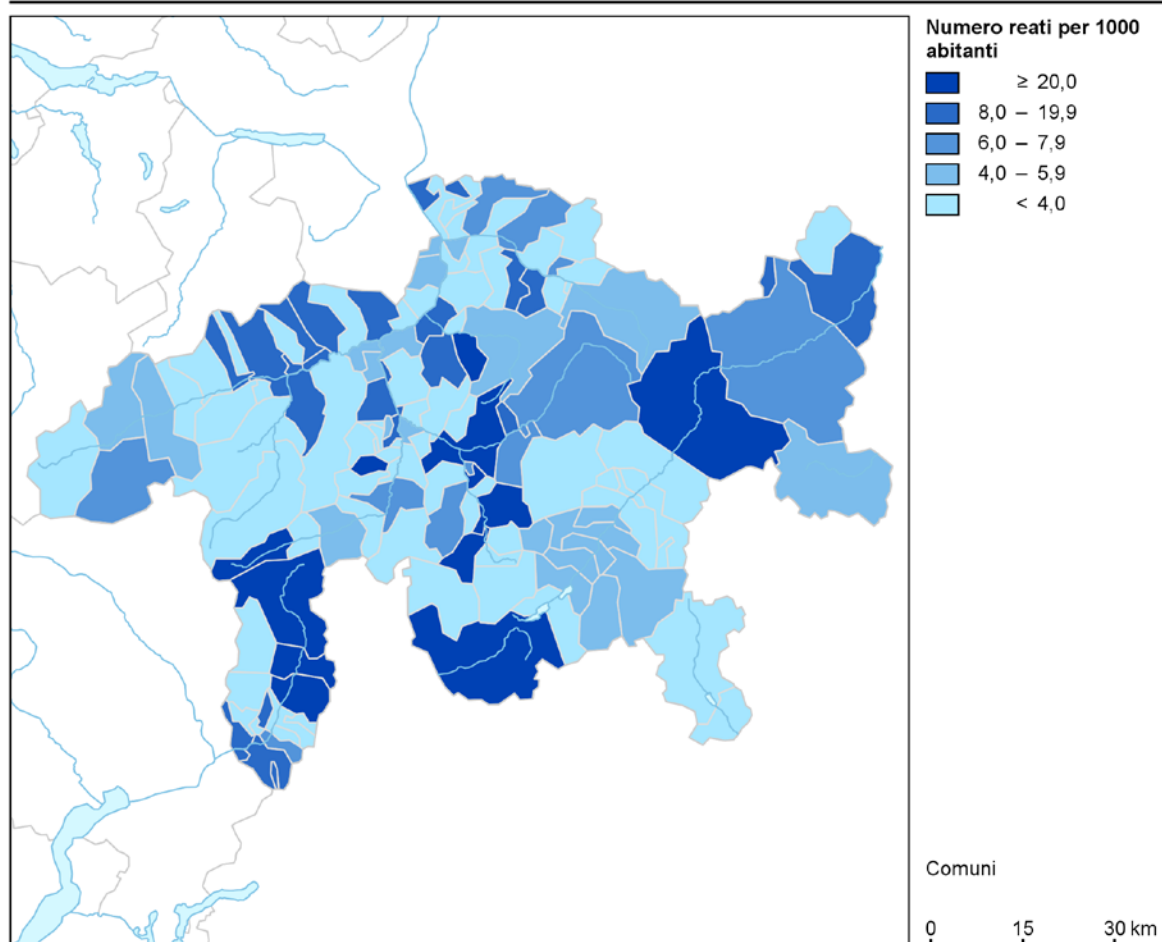 Numero reati per 1000
abitanti
≥ 20,0
8,0 – 19,9
6,0 – 7,9
4,0 – 5,9
< 4,0
Comuni
0 15 30 km